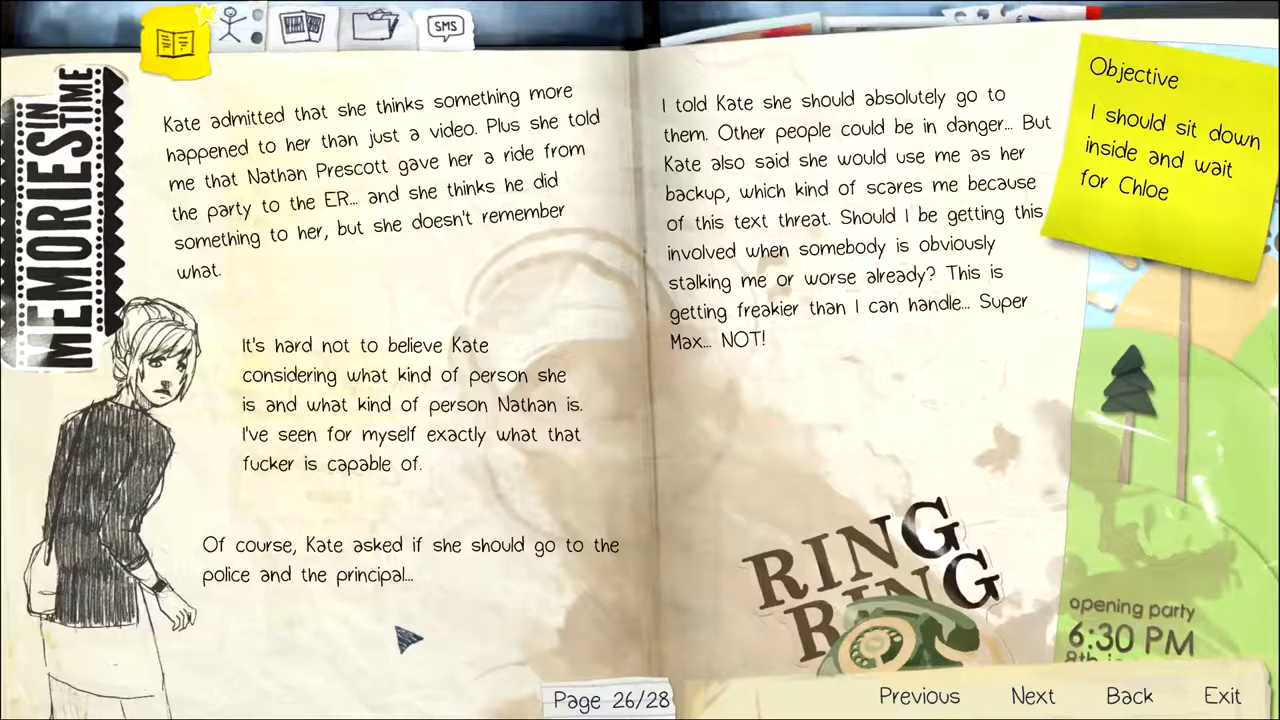 SMS
MEMORIES IN TIME
Kate admitted that she thinks something more
happened to her than just a video. Plus she told
me that Nathan Prescott gave her a ride from
the party to the ER... and she thinks he did
something to her, but she doesn't remember
what.
It's hard not to believe Kate
considering what kind of person she
is and what kind of person Nathan is.
I've seen for myself exactly what that
fucker is capable of.
Of course, Kate asked if she should go to the
police and the principal...
I told Kate she should absolutely go to
them. Other people could be in danger... But
Kate also said she would use me as her
backup, which kind of scares me because
of this text threat. Should I be getting this
involved when somebody is obviously
stalking me or worse already? This is
getting freakier than I can handle... Super
Max... NOT!
RING
RING
Objective
I should sit down
inside and wait
for Chloe
opening party
6:30 PM
Page 26/28
Previous
Next
Back
Exit